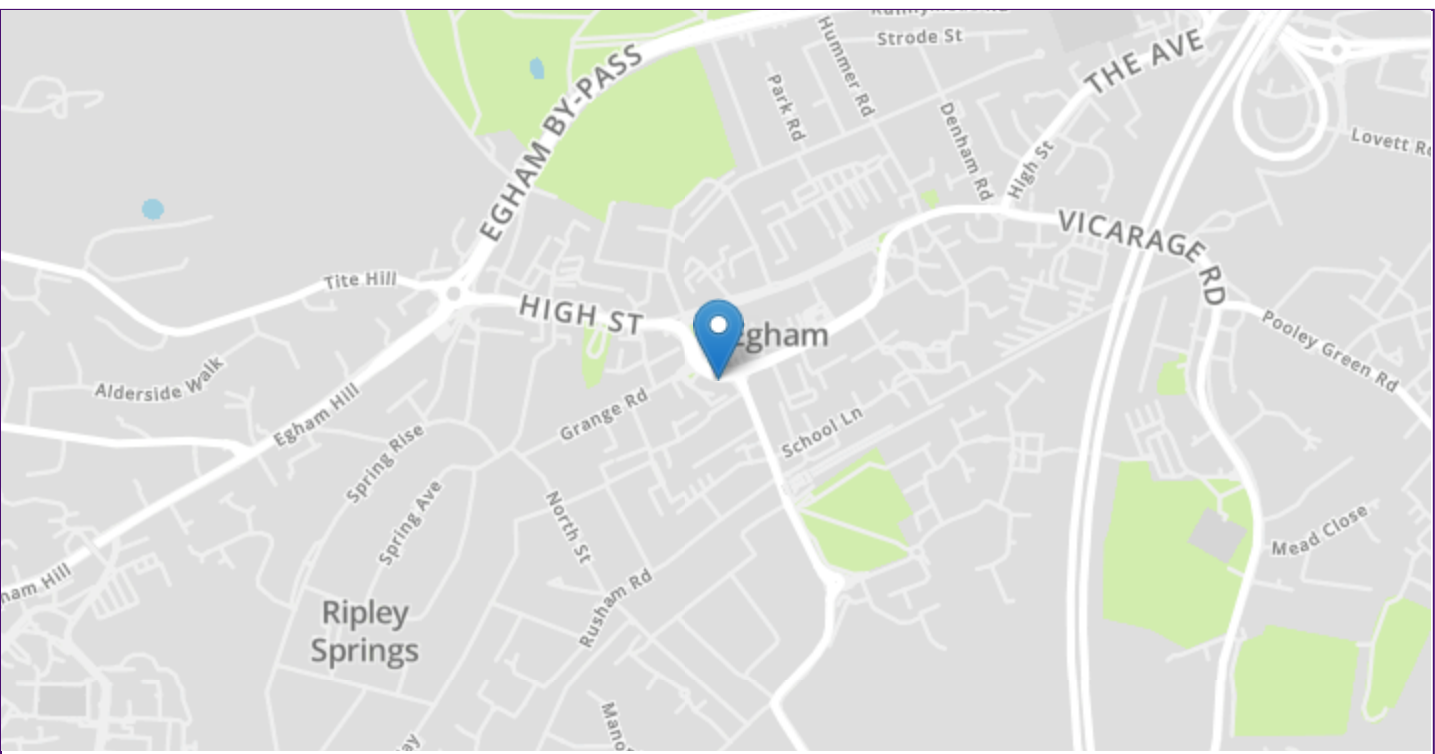 Strode St
Hummer Rd
THE AVE
EGHAM BY-PASS
Park Rd
Denham Rd
High St
Lovett
VICARAGE RD
Tite Hill
HIGH ST
Egham
Pooley Green Rd
Alderside Walk
Egham Hill
Grange Rd
School Ln
Spring Rise
Spring Ave
North St
Mead Close
Rusham Rd
Hill
Ripley
Springs